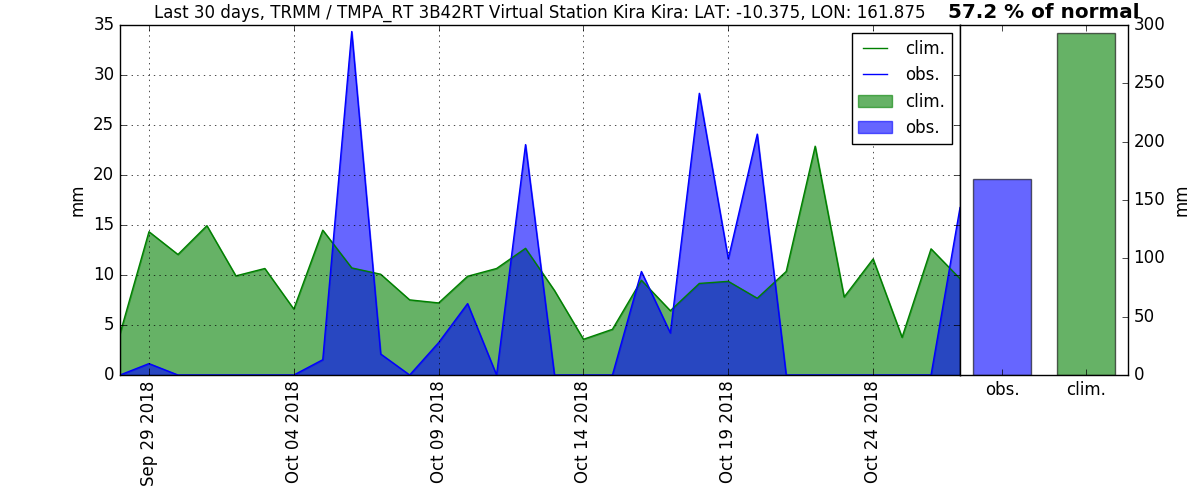 Last 30 days, TRMM / TMPA_RT 3B42RT Virtual Station Kira Kira: LAT: -10.375, LON: 161.875
57.2 % of normal
35
30
25
20
15
10
5
0
mm
clim.
obs.
clim.
obs.
Sep 29 2018
Oct 04 2018
Oct 09 2018
Oct 14 2018
Oct 19 2018
Oct 24 2018
300
250
200
150
100
50
0
mm
obs.
clim.